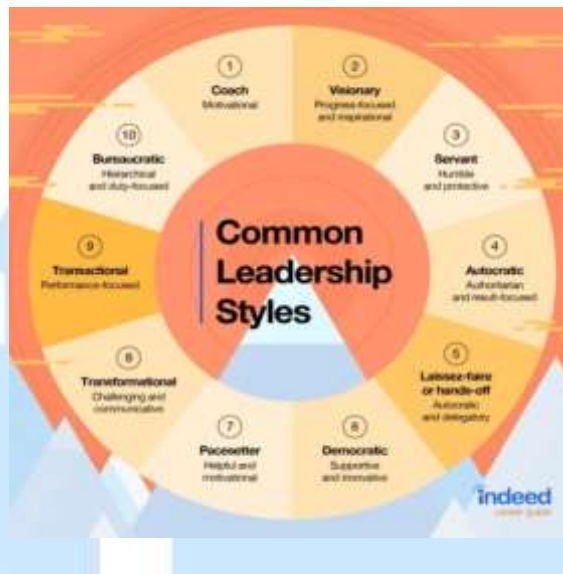 Common
Leadership
Styles
1
Coach
Motivational
2
Visionary
Progress-focused
and inspirational
3
Servant
Humble
and protective
4
Autocratic
Authoritarian
and result-focused
5
Laissez-faire
or hands-off
Autocratic
and delegatory
6
Democratic
Supportive
and innovative
7
Pacesetter
Helpful and
motivational
8
Transformational
Challenging and
communicative
9
Transactional
Performance-focused
10
Bureaucratic
Hierarchical
and duty-focused
indeed
career guide